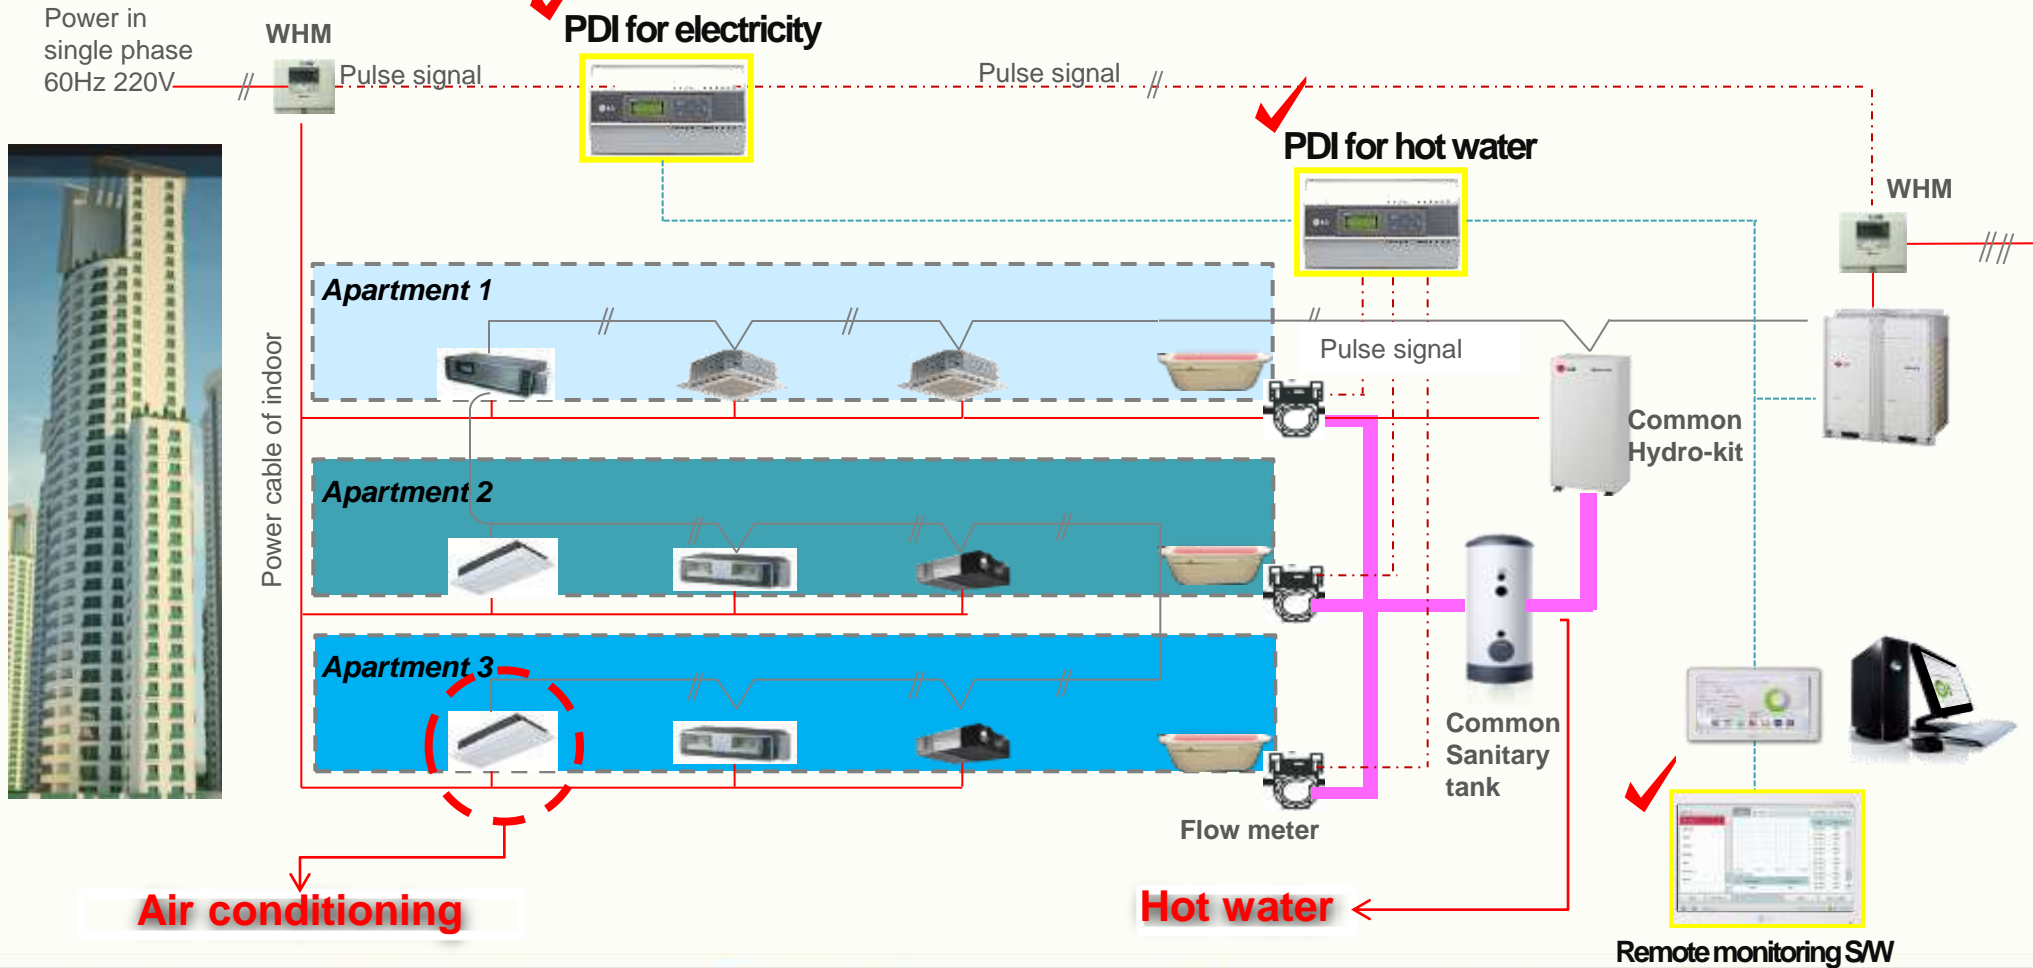 Power in
single phase
60Hz 220V
WHM
Pulse signal
PDI for electricity
Pulse signal
PDI for hot water
WHM
Apartment 1
Pulse signal
Power cable of indoor
Common
Hydro-kit
Apartment 2
Apartment 3
Common
Sanitary
tank
Flow meter
Air conditioning
Hot water
Remote monitoring S/W